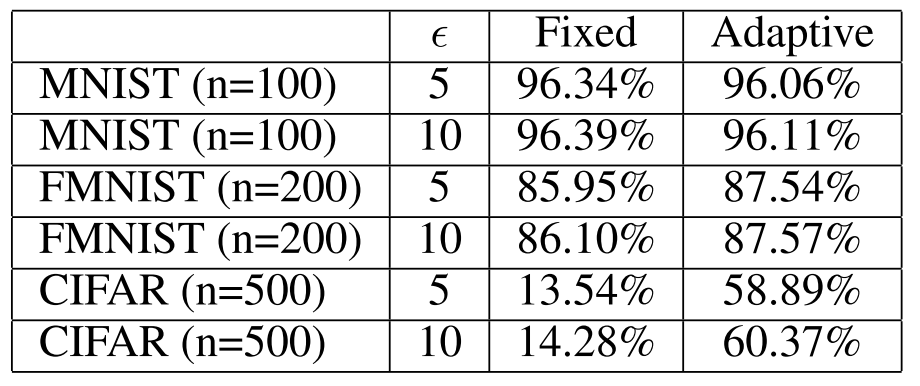 ϵ Fixed Adaptive
MNIST (n=100) 5 96.34% 96.06%
MNIST (n=100) 10 96.39% 96.11%
FMNIST (n=200) 5 85.95% 87.54%
FMNIST (n=200) 10 86.10% 87.57%
CIFAR (n=500) 5 13.54% 58.89%
CIFAR (n=500) 10 14.28% 60.37%